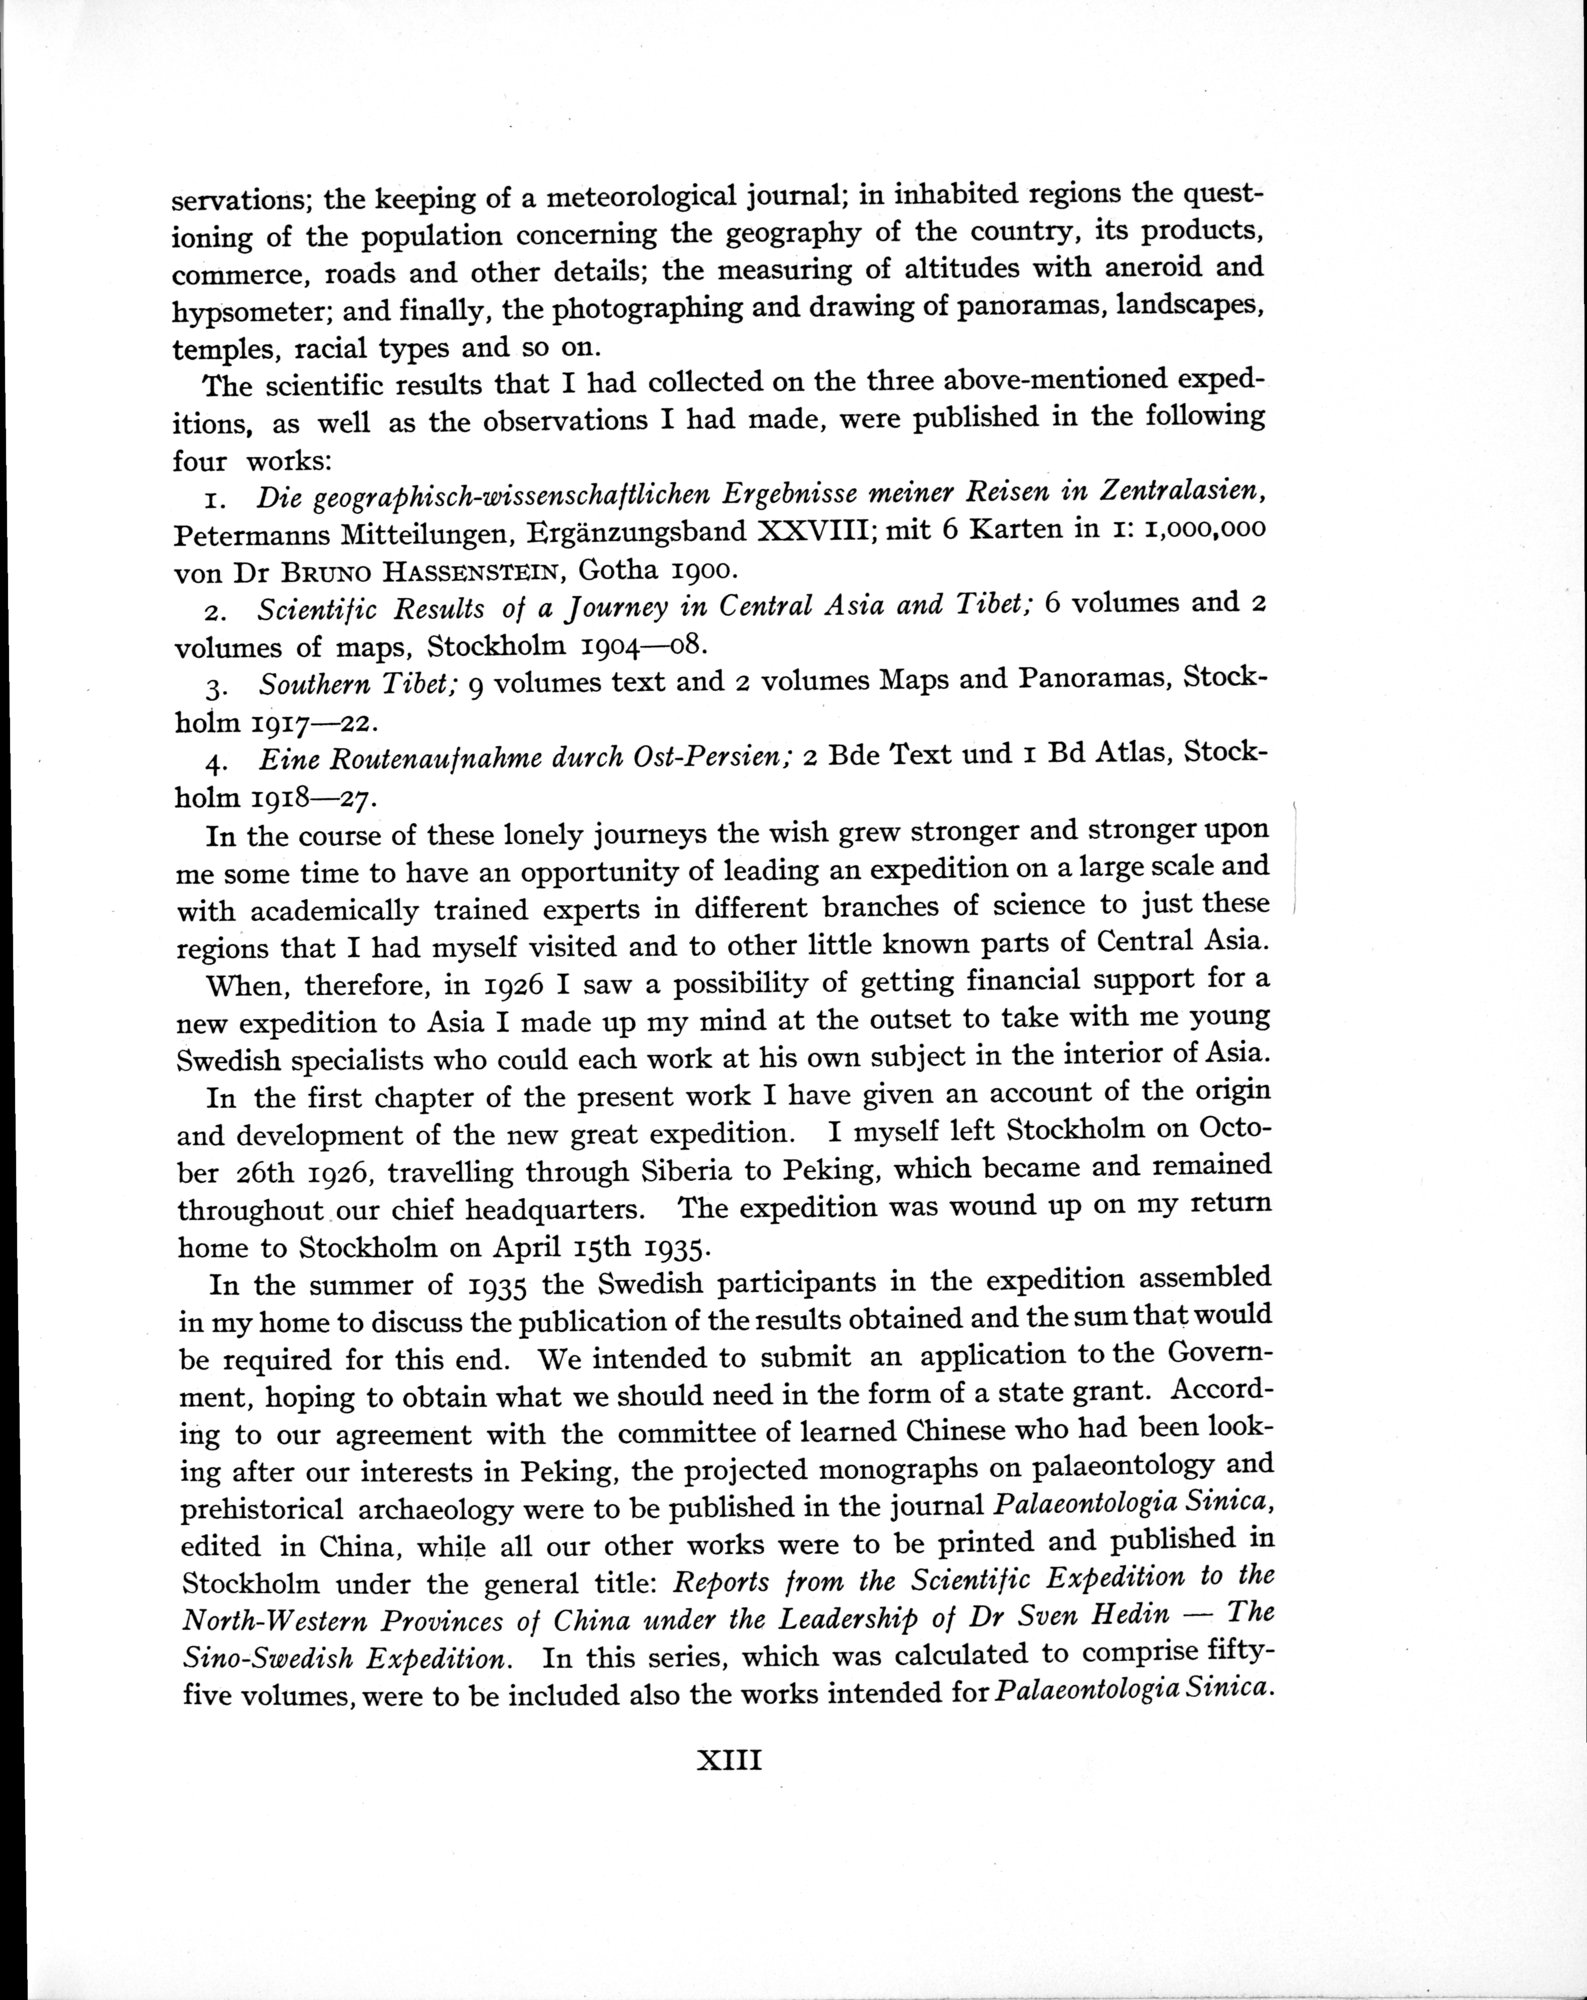 servations; the keeping of a meteorological journal; in inhabited regions the quest-
ioning of the population concerning the geography of the country, its products,
commerce, roads and other details; the measuring of altitudes with aneroid and
hypsometer; and finally, the photographing and drawing of panoramas, landscapes,
temples, racial types and so on.
The scientific results that I had collected on the three above-mentioned exped-
itions, as well as the observations I had made, were published in the following
four works:
1. Die geographisch-wissenschaftlichen Ergebnisse meiner Reisen in Zentralasien,
Petermanns Mitteilungen, Ergänzungsband XXVIII; mit 6 Karten in 1: 1,000,000
von Dr BRUNO HASSENSTEIN, Gotha 1900.
2. Scientific Results of a Journey in Central Asia and Tibet; 6 volumes and 2
volumes of maps, Stockholm 1904—08.
3. Southern Tibet; 9 volumes text and 2 volumes Maps and Panoramas, Stock-
holm 1917—22.
4. Eine Routenaufnahme durch Ost-Persien; 2 Bde Text und 1 Bd Atlas, Stock-
holm 1918—27.
In the course of these lonely journeys the wish grew stronger and stronger upon
me some time to have an opportunity of leading an expedition on a large scale and
with academically trained experts in different branches of science to just these
regions that I had myself visited and to other little known parts of Central Asia.
When, therefore, in 1926 I saw a possibility of getting financial support for a
new expedition to Asia I made up my mind at the outset to take with me young
Swedish specialists who could each work at his own subject in the interior of Asia.
In the first chapter of the present work I have given an account of the origin
and development of the new great expedition. I myself left Stockholm on Octo-
ber 26th 1926, travelling through Siberia to Peking, which became and remained
throughout our chief headquarters. The expedition was wound up on my return
home to Stockholm on April 15th 1935.
In the summer of 1935 the Swedish participants in the expedition assembled
in my home to discuss the publication of the results obtained and the sum that would
be required for this end. We intended to submit an application to the Govern-
ment, hoping to obtain what we should need in the form of a state grant. Accord-
ing to our agreement with the committee of learned Chinese who had been look-
ing after our interests in Peking, the projected monographs on palaeontology and
prehistorical archaeology were to be published in the journal Palaeontologia Sinica,
edited in China, while all our other works were to be printed and published in
Stockholm under the general title: Reports from the Scientific Expedition to the
North-Western Provinces of China under the Leadership of Dr Sven Hedin — The
Sino-Swedish Expedition. In this series, which was calculated to comprise fifty-
five volumes, were to be included also the works intended for Palaeontologia Sinica.
XIII